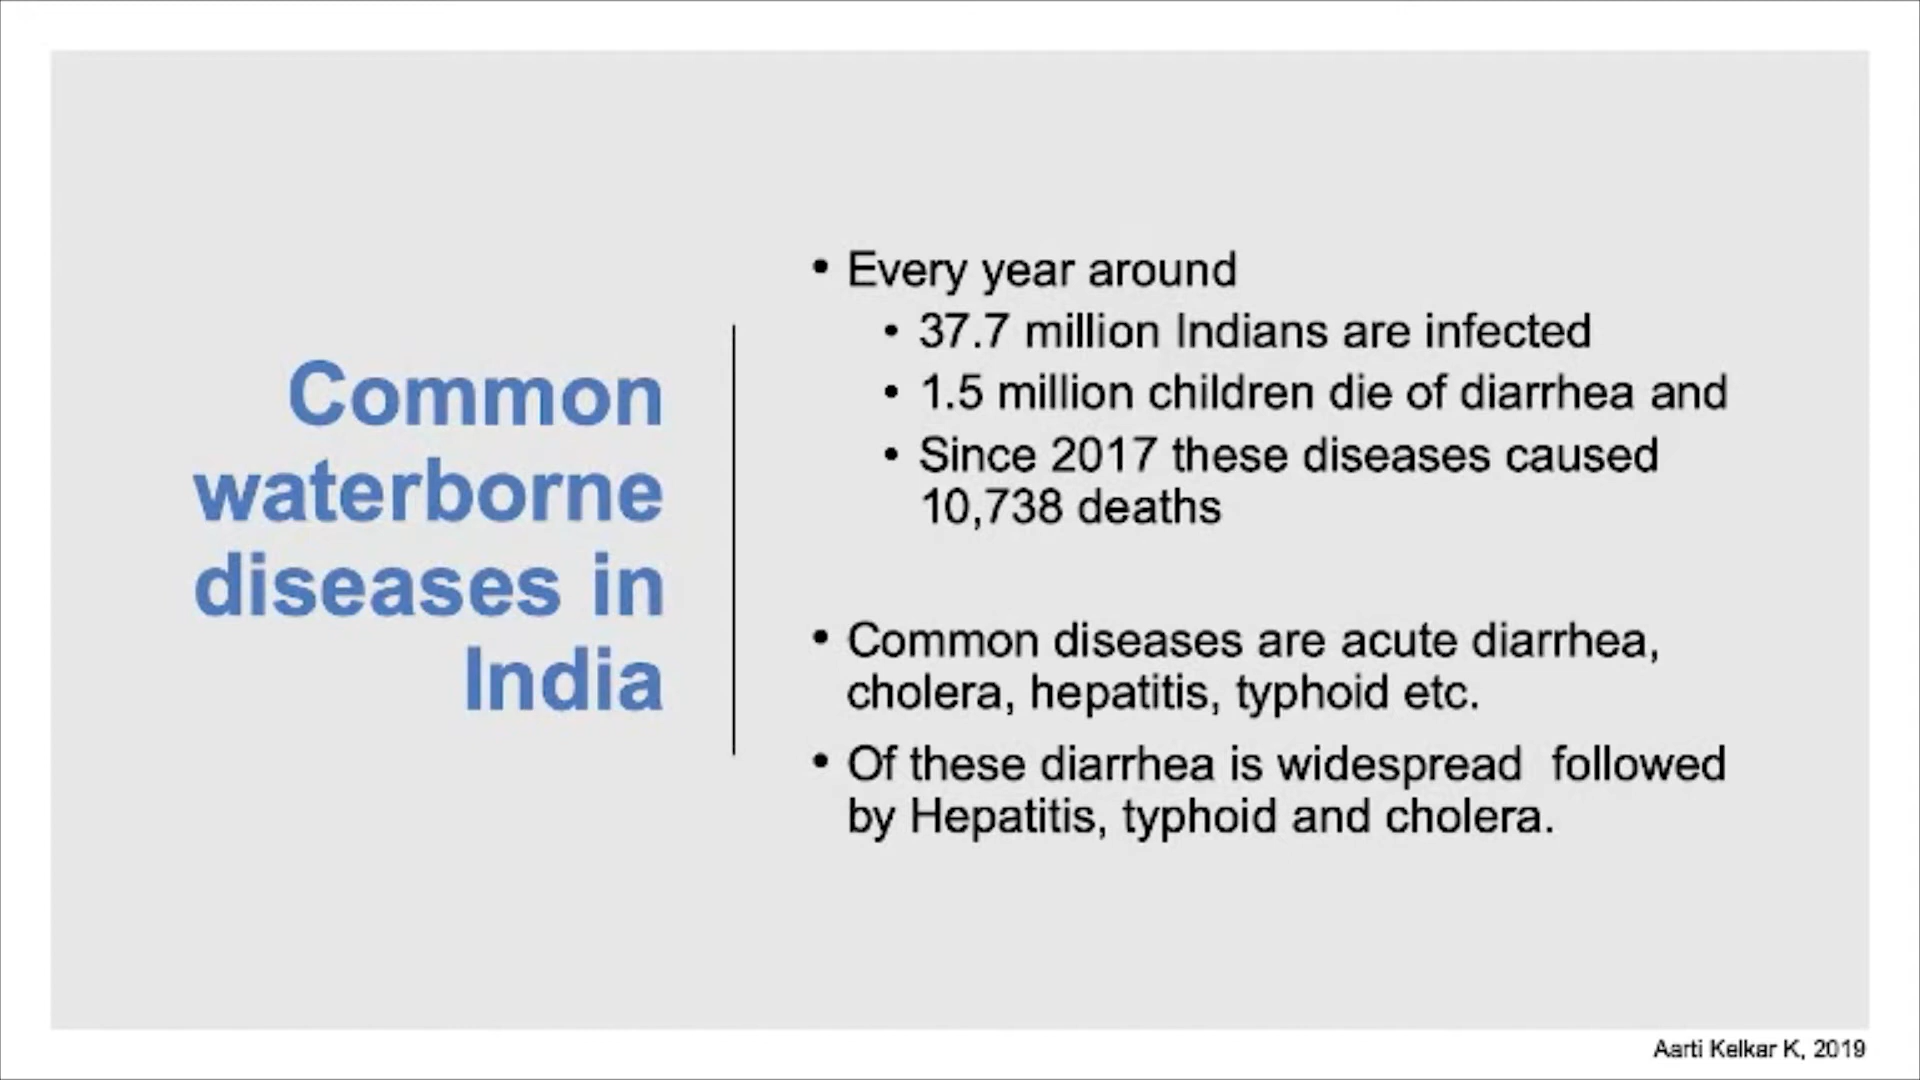 Common
waterborne
diseases in
India
• Every year around
• 37.7 million Indians are infected
• 1.5 million children die of diarrhea and
• Since 2017 these diseases caused
10,738 deaths
• Common diseases are acute diarrhea,
cholera, hepatitis, typhoid etc.
• Of these diarrhea is widespread  followed
by Hepatitis, typhoid and cholera.
Aarti Kelkar K, 2019